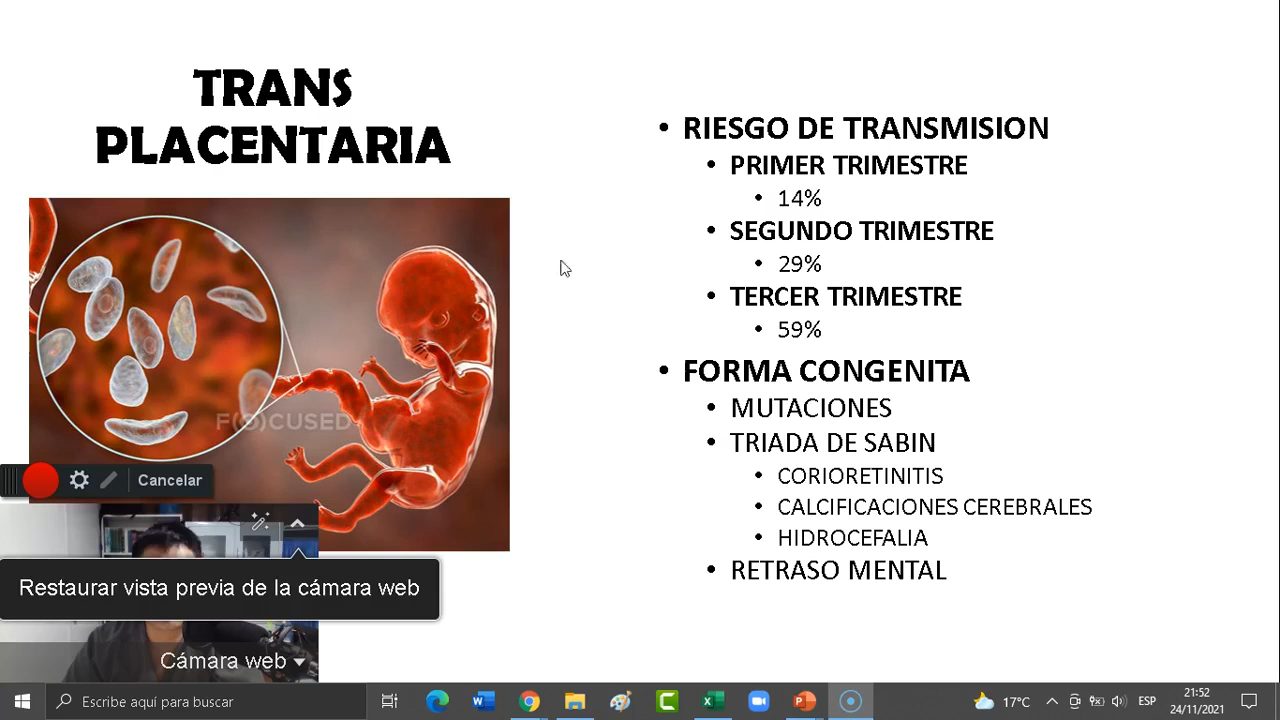 TRANS
PLACENTARIA
• RIESGO DE TRANSMISION
• PRIMER TRIMESTRE
• 14%
• SEGUNDO TRIMESTRE
• 29%
• TERCER TRIMESTRE
• 59%
• FORMA CONGENITA
• MUTACIONES
• TRIADA DE SABIN
• CORIORETINITIS
• CALCIFICACIONES CEREBRALES
• HIDROCEFALIA
• RETRASO MENTAL
F(O)CUSED
Cancelar
Restaurar vista previa de la cámara web
Cámara web
Escribe aquí para buscar
17°C
ESP
21:52
24/11/2021